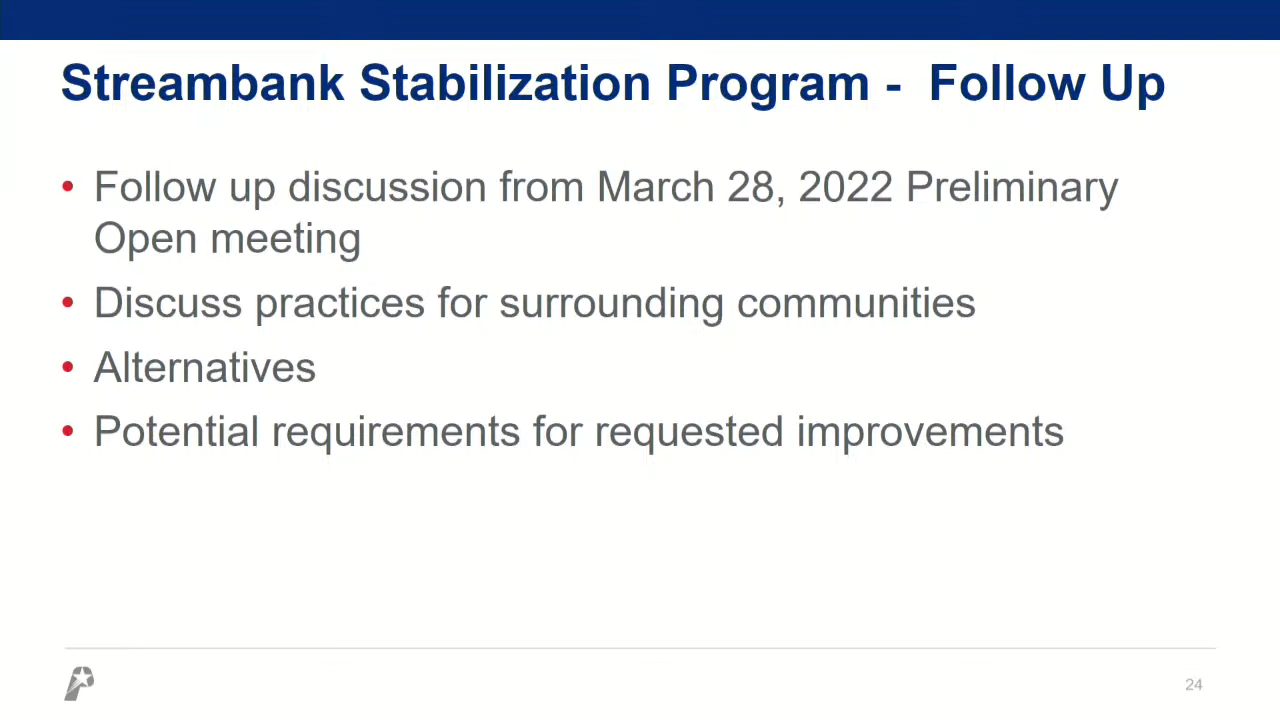 Streambank Stabilization Program -  Follow Up
• Follow up discussion from March 28, 2022 Preliminary
Open meeting
• Discuss practices for surrounding communities
• Alternatives
• Potential requirements for requested improvements
24